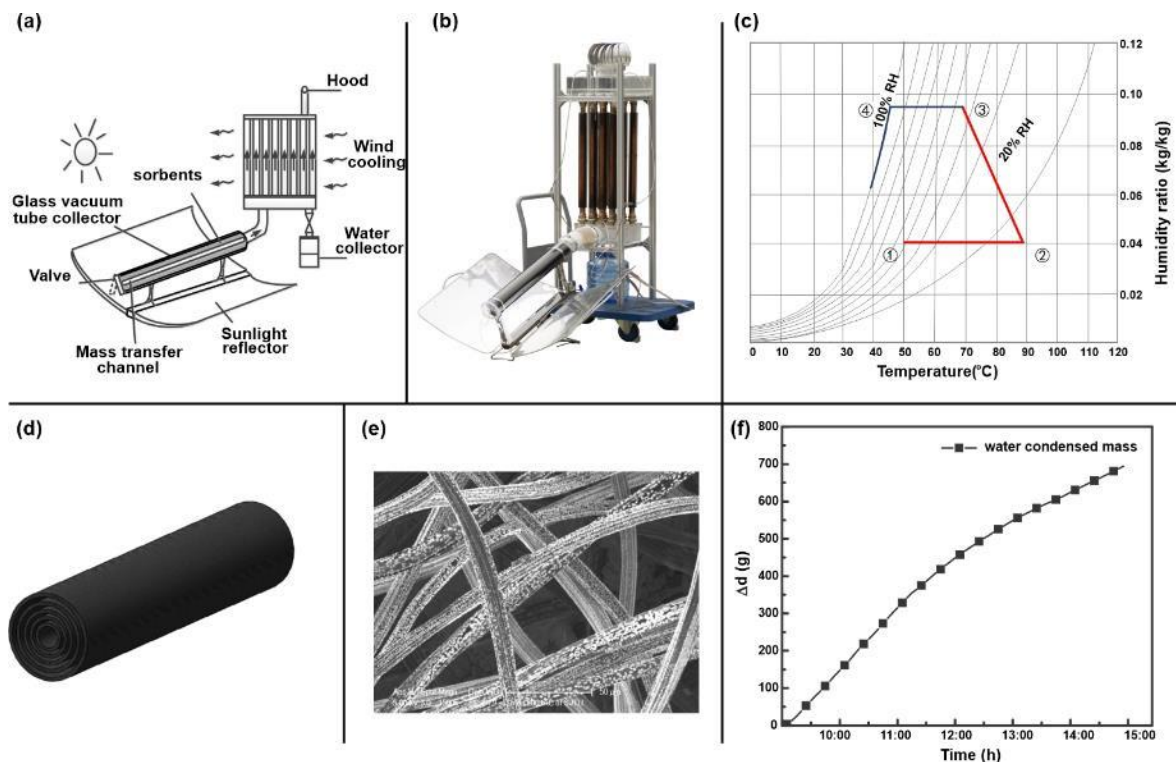 (a)
Hood
Wind
cooling
sorbents
Glass vacuum
tube collector
Water
collector
Valve
Sunlight
reflector
Mass transfer
channel
(b)
(c)
0.12
0.10
0.08
0.06
0.04
0.02
Humidity ratio (kg/kg)
④
100% RH
③
20% RH
①
②
0 10 20 30 40 50 60 70 80 90 100 110 120
Temperature(°C)
(d)
(e)
50 µm
(f)
800
700
600
500
400
300
200
100
0
Δd (g)
water condensed mass
10:00 11:00 12:00 13:00 14:00 15:00
Time (h)